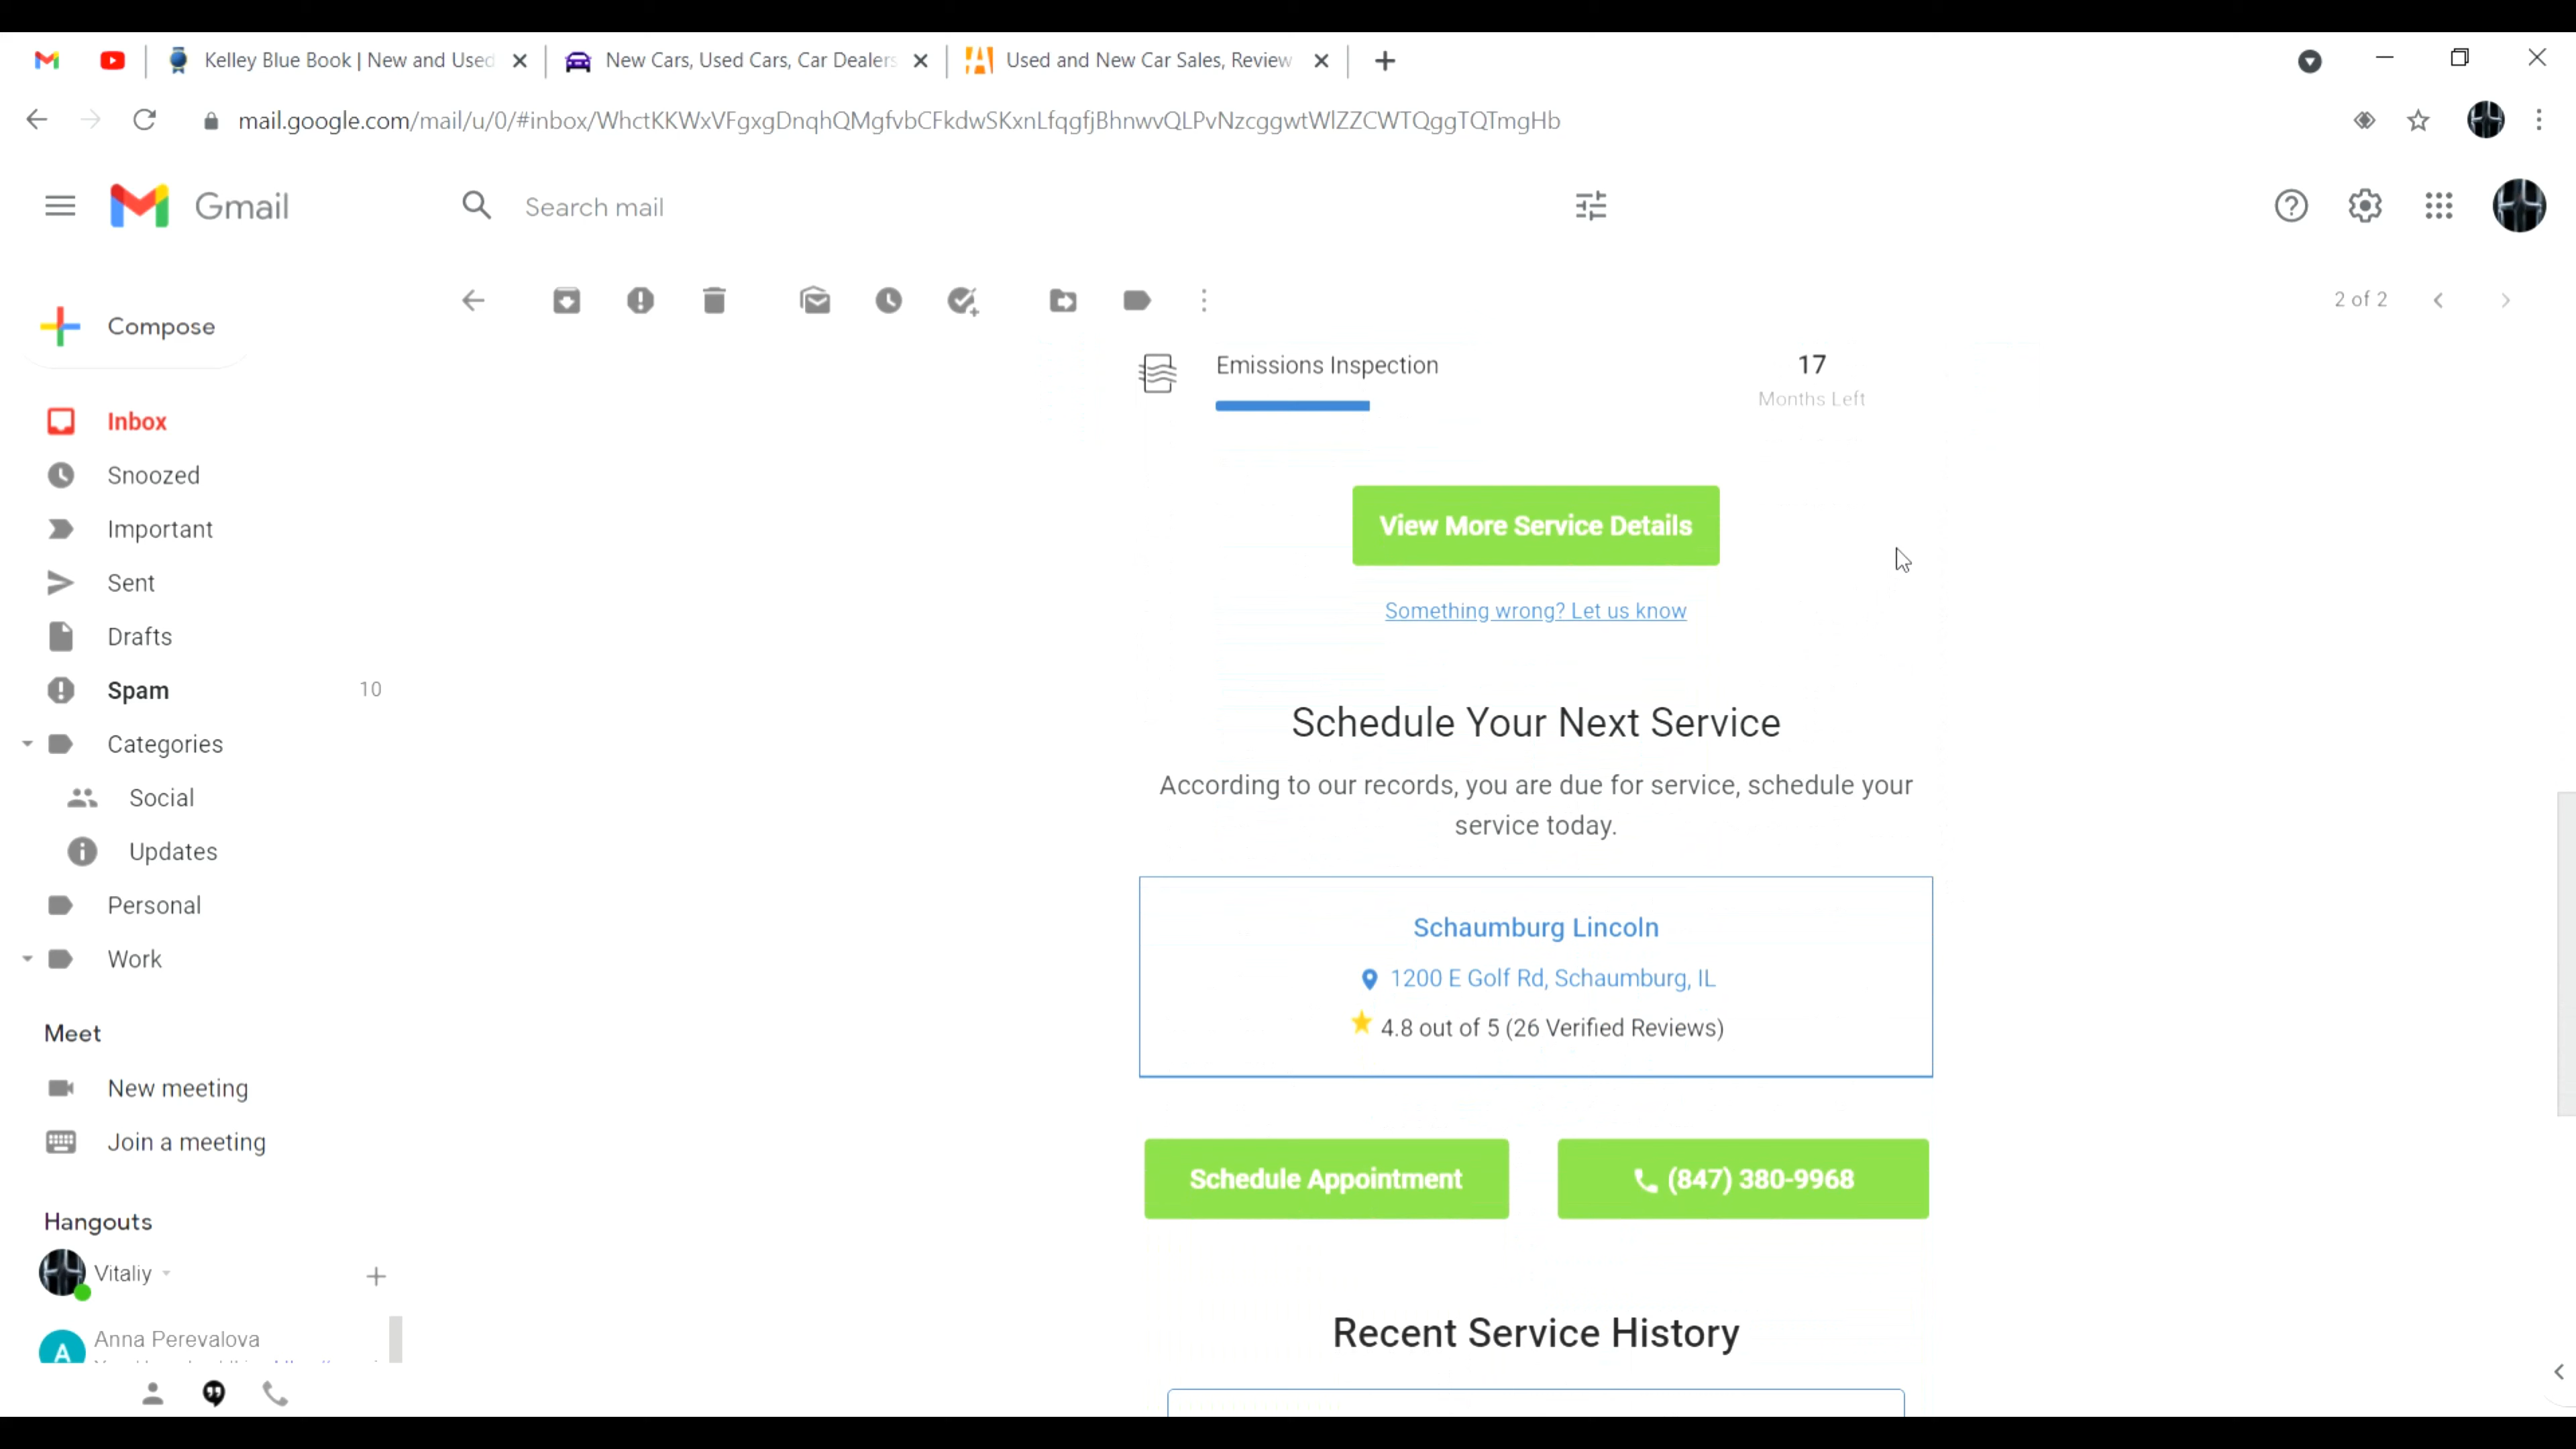 Kelley Blue Book | New and Used
New Cars, Used Cars, Car Dealers
Used and New Car Sales, Review
mail.google.com/mail/u/0/#inbox/WhctKKWxVFgxgDnqhQMgfvbCFkdwSKxnLfqgfjBhnwvQLPvNzcggwtWlZZCWTQggTQTmgHb
Gmail
Search mail
2 of 2
Compose
Inbox
Snoozed
Important
Sent
Drafts
Spam 10
Categories
Social
Updates
Personal
Work
Meet
New meeting
Join a meeting
Hangouts
Vitaliy
A
Anna Perevalova
Emissions Inspection
17
Months Left
View More Service Details
Something wrong? Let us know
Schedule Your Next Service
According to our records, you are due for service, schedule your
service today.
Schaumburg Lincoln
1200 E Golf Rd, Schaumburg, IL
4.8 out of 5 (26 Verified Reviews)
Schedule Appointment
(847) 380-9968
Recent Service History